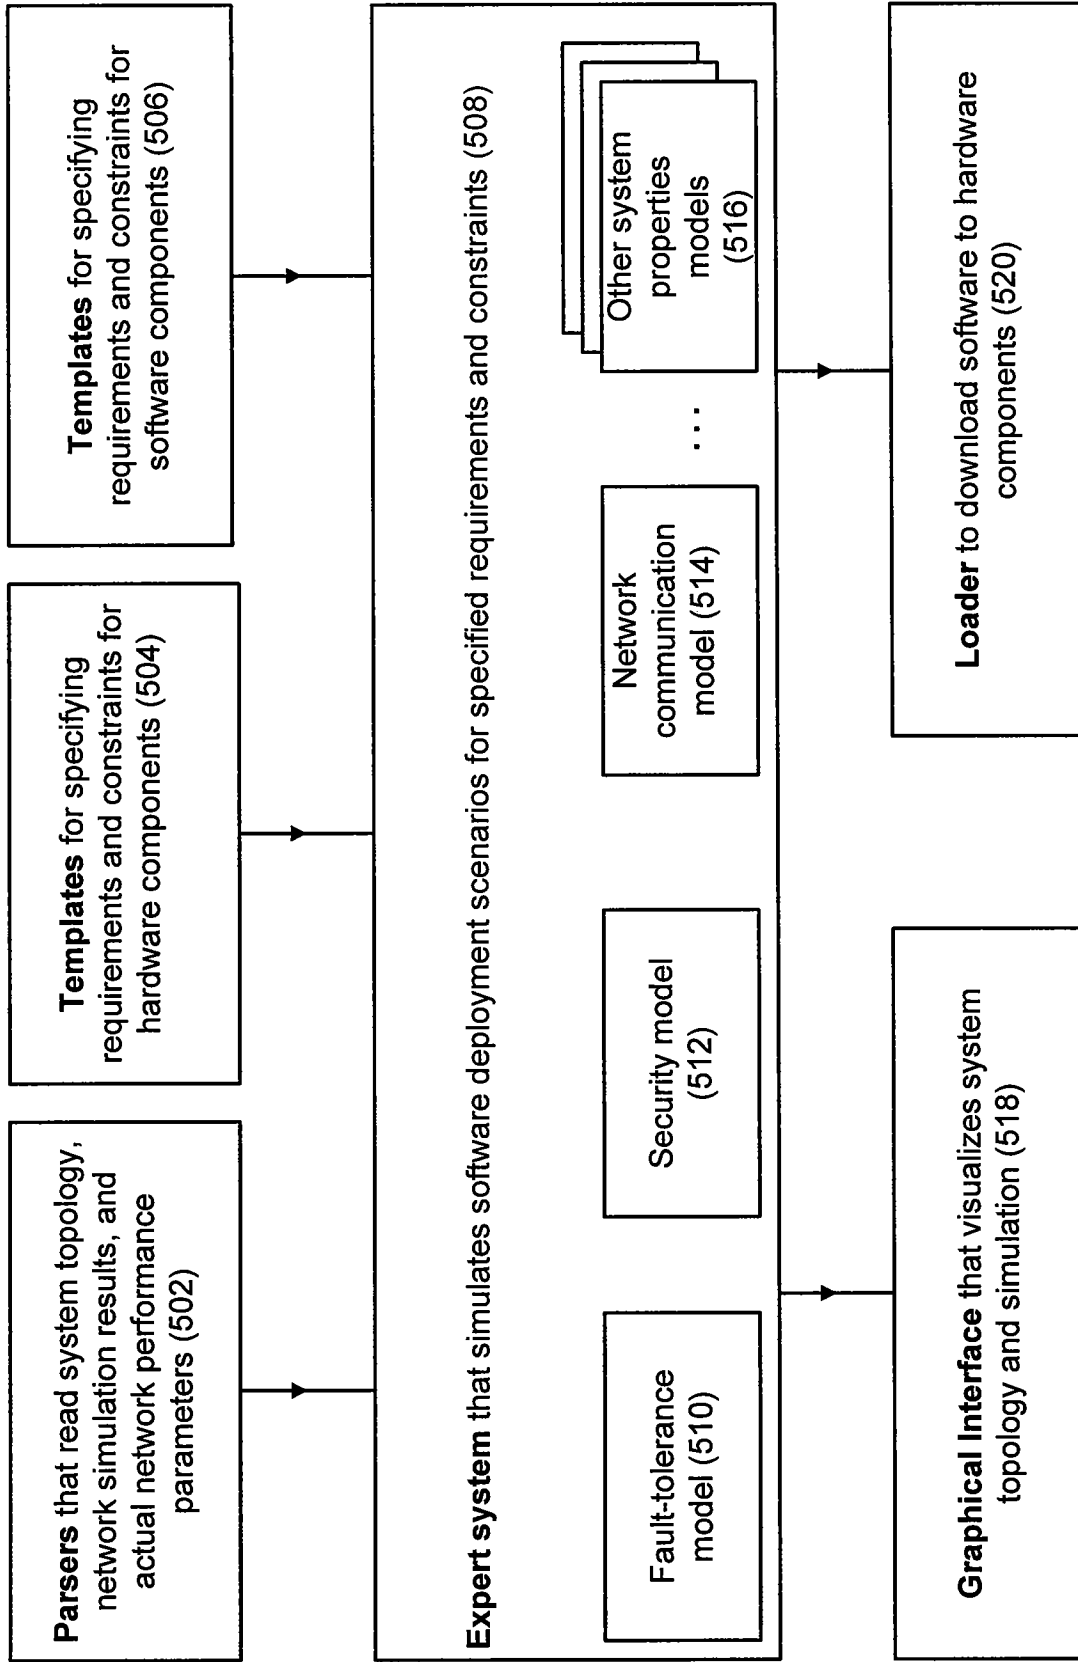 Parsers that read system topology,
network simulation results, and
actual network performance
parameters (502)
Templates for specifying
requirements and constraints for
hardware components (504)
Templates for specifying
requirements and constraints for
software components (506)
Expert system that simulates software deployment scenarios for specified requirements and constraints (508)
Fault-tolerance
model (510)
Security model
(512)
Network
communication
model (514)
...
Other system
properties
models
(516)
Graphical Interface that visualizes system
topology and simulation (518)
Loader to download software to hardware
components (520)